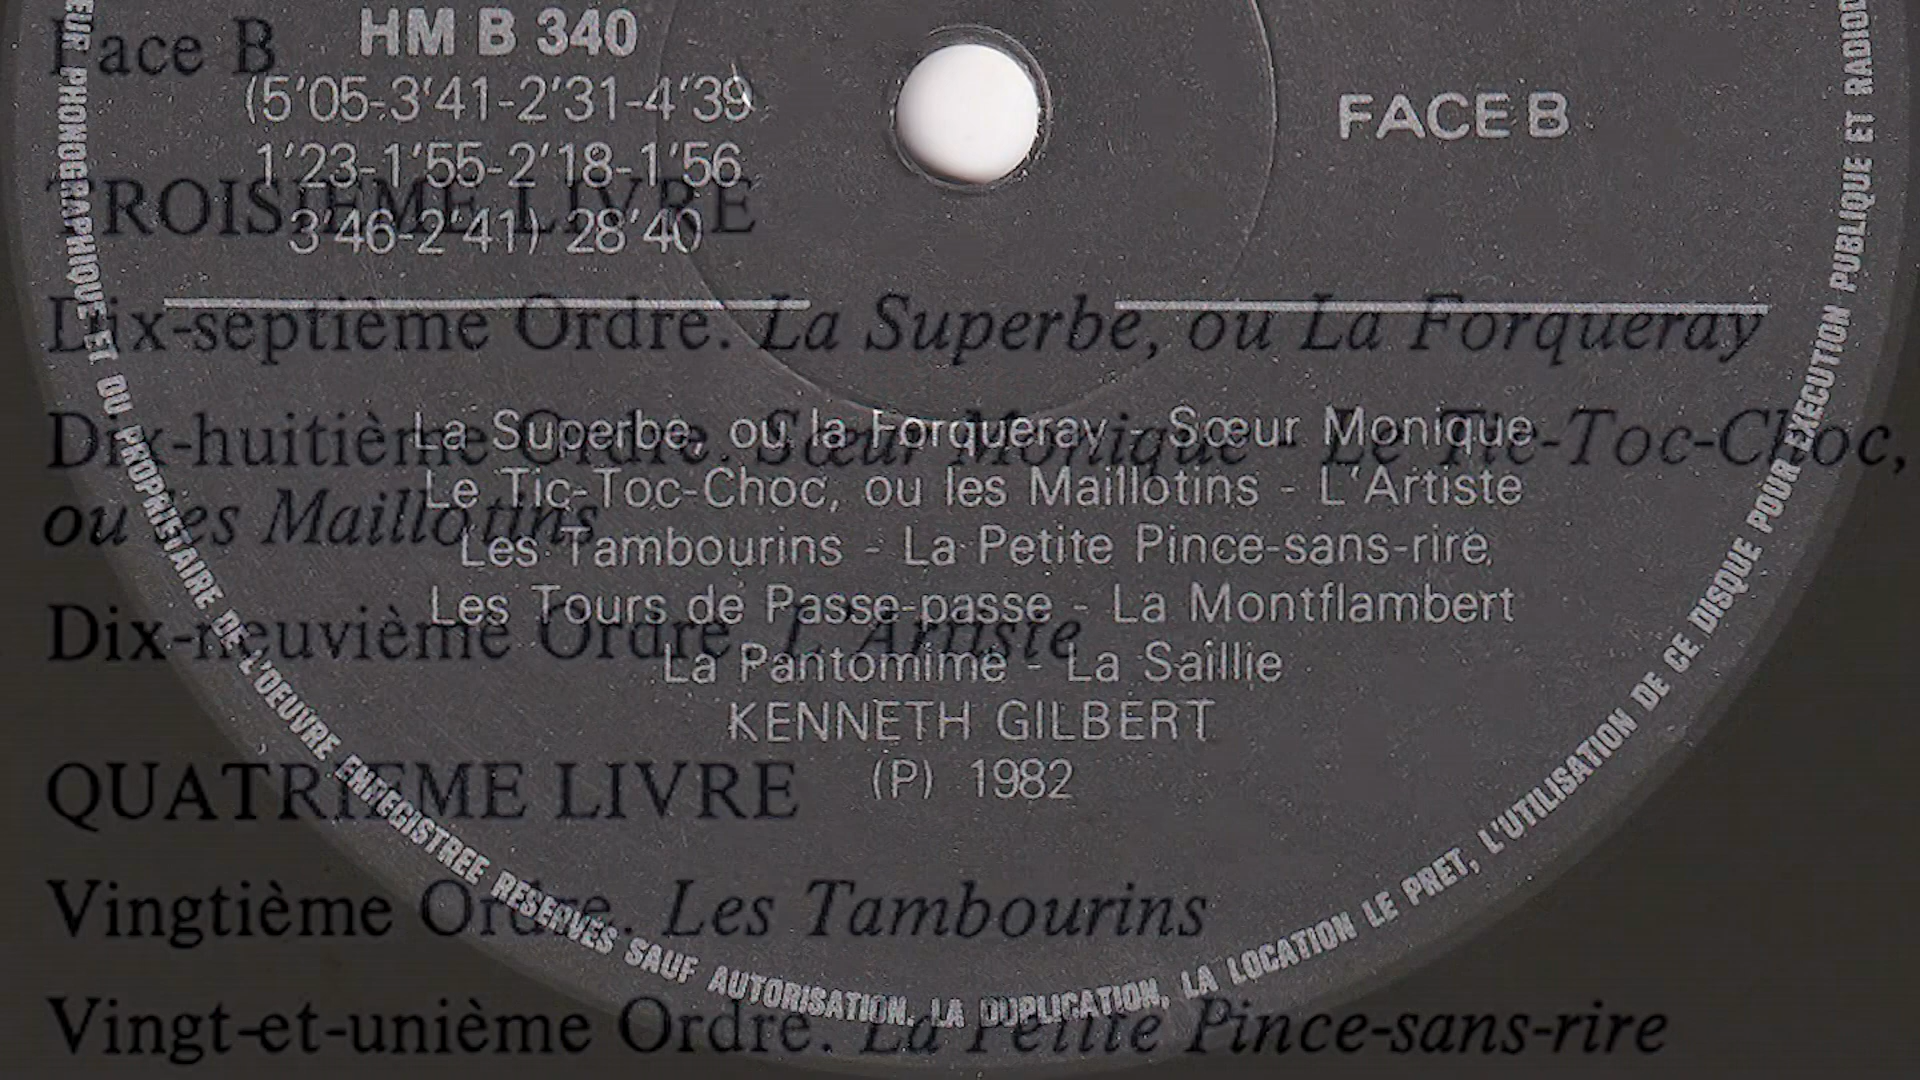 HM B 340
(5'05-3'41-2'31-4'39
1'23-1'55-2'18-1'56
3'46-2'41) 28'40
FACE B
La Superbe, ou la Forqueray - Sœur Monique
Le Tic-Toc-Choc, ou les Maillotins - L'Artiste
Les Tambourins - La Petite Pince-sans-rire
Les Tours de Passe-passe - La Montflambert
La Pantomime - La Saillie
KENNETH GILBERT
(P) 1982
PHONOGRAPHIQUE ET DU PROPRIETAIRE DE L'OEUVRE ENREGISTREE RESERVES SAUF AUTORISATION, LA DUPLICATION, LA LOCATION LE PRET, L'UTILISATION DE CE DISQUE POUR EXECUTION PUBLIQUE ET
Face B
TROISIEME LIVRE
Dix-septième Ordre. La Superbe, ou La Forqueray
Dix-huitième Ordre. Sœur Monique - Le Tic-Toc-Choc,
ou les Maillotins
Dix-neuvième Ordre. L'Artiste
QUATRIEME LIVRE
Vingtième Ordre. Les Tambourins
Vingt-et-unième Ordre. La Petite Pince-sans-rire